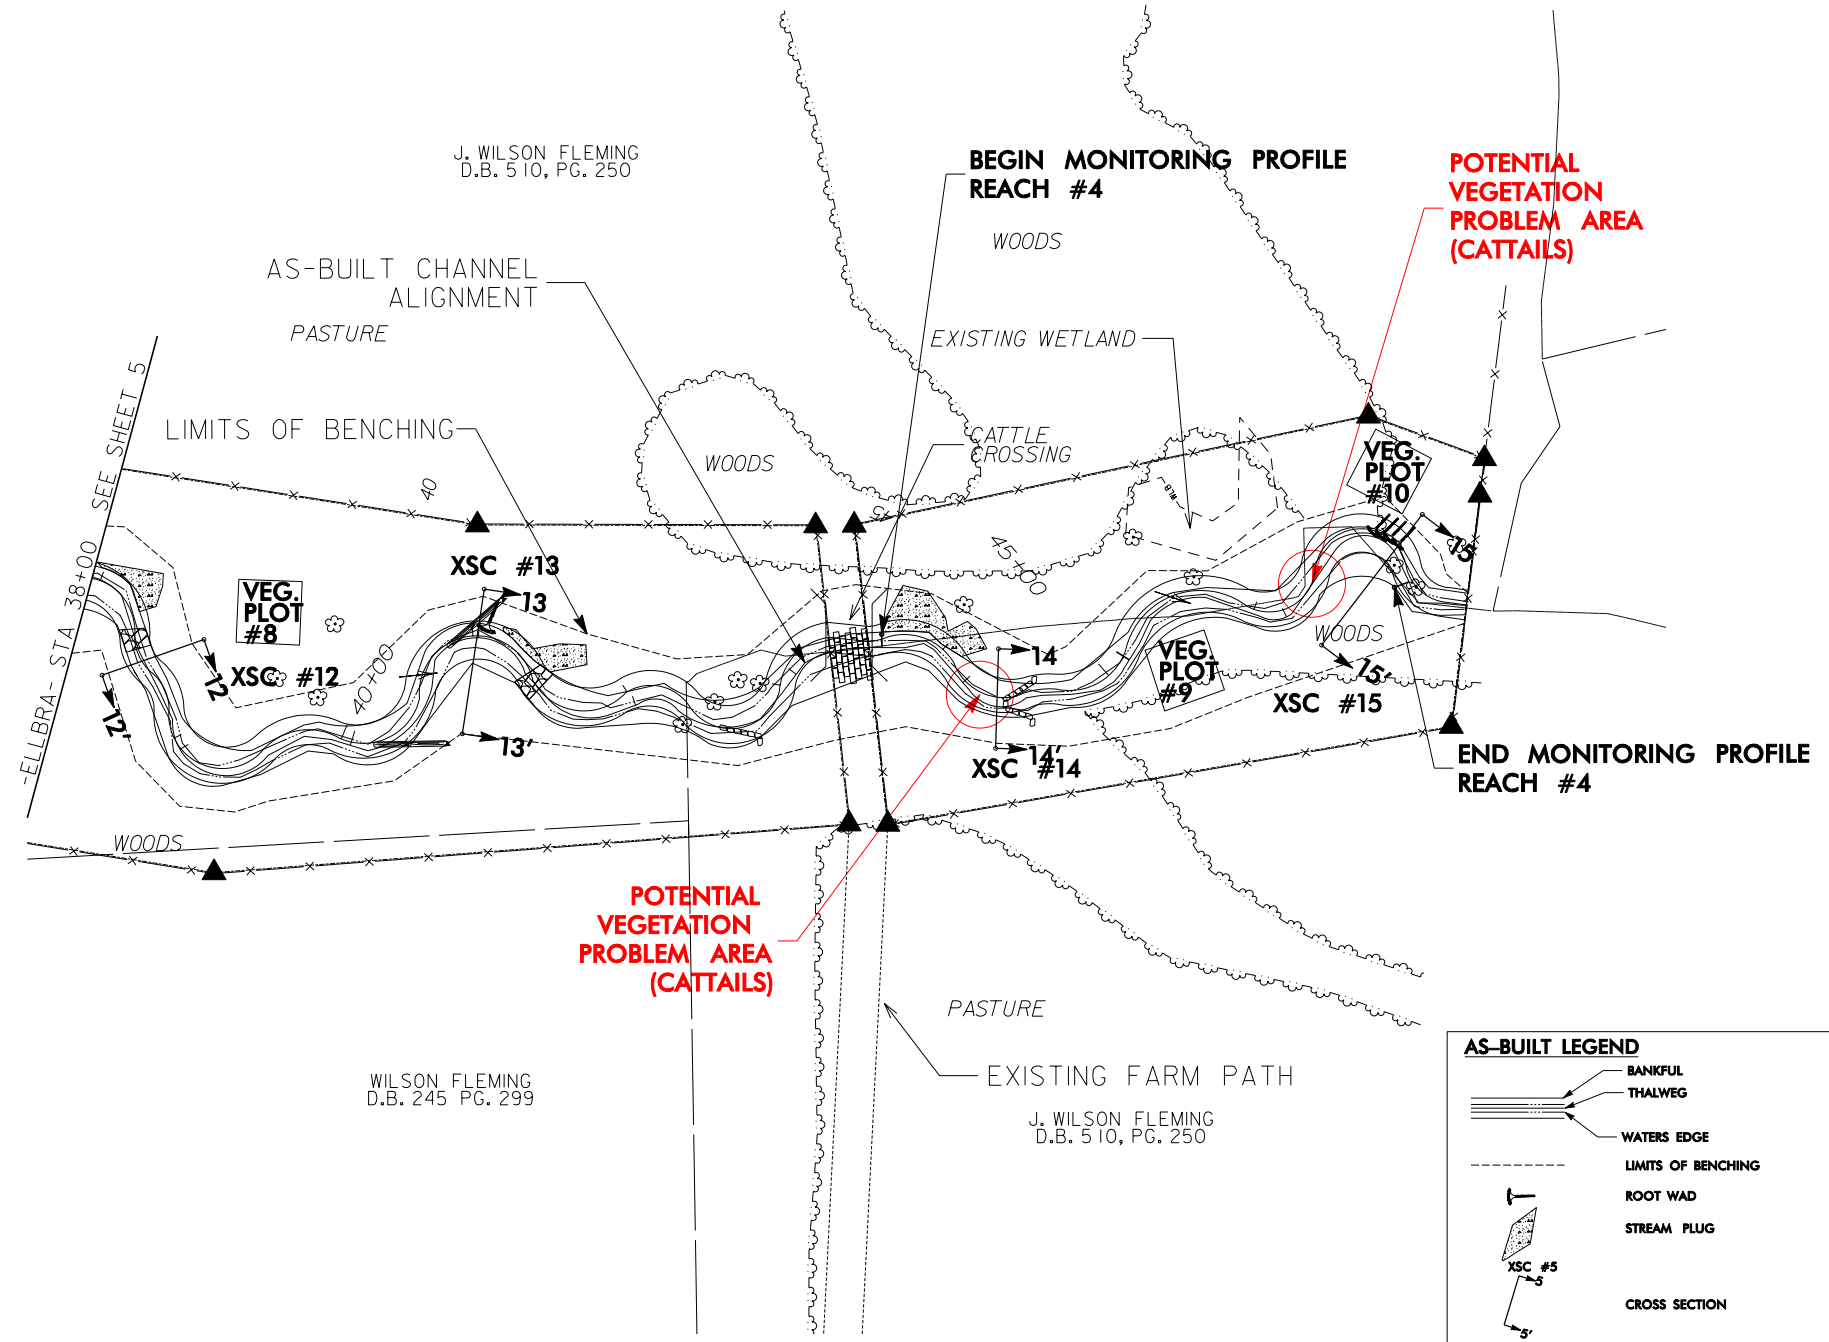 J. WILSON FLEMING
D.B. 510, PG. 250
BEGIN MONITORING PROFILE
REACH #4
POTENTIAL
VEGETATION
PROBLEM AREA
(CATTAILS)
WOODS
AS-BUILT CHANNEL
ALIGNMENT
PASTURE
EXISTING WETLAND
LIMITS OF BENCHING
CATTLE
CROSSING
WOODS
-ELLBRA- STA 38+00 SEE SHEET 5
40
VEG.
PLOT
#10
WLB
45+00
15
XSC #13
13
VEG.
PLOT
#8
XSC #12
12
12'
40+00
13'
14
VEG.
PLOT
#9
WOODS
15'
XSC #15
14'
XSC #14
END MONITORING PROFILE
REACH #4
WOODS
POTENTIAL
VEGETATION
PROBLEM AREA
(CATTAILS)
PASTURE
EXISTING FARM PATH
WILSON FLEMING
D.B. 245 PG. 299
J. WILSON FLEMING
D.B. 510, PG. 250
AS-BUILT LEGEND
BANKFUL
THALWEG
WATERS EDGE
LIMITS OF BENCHING
ROOT WAD
STREAM PLUG
XSC #5
5
CROSS SECTION
5'